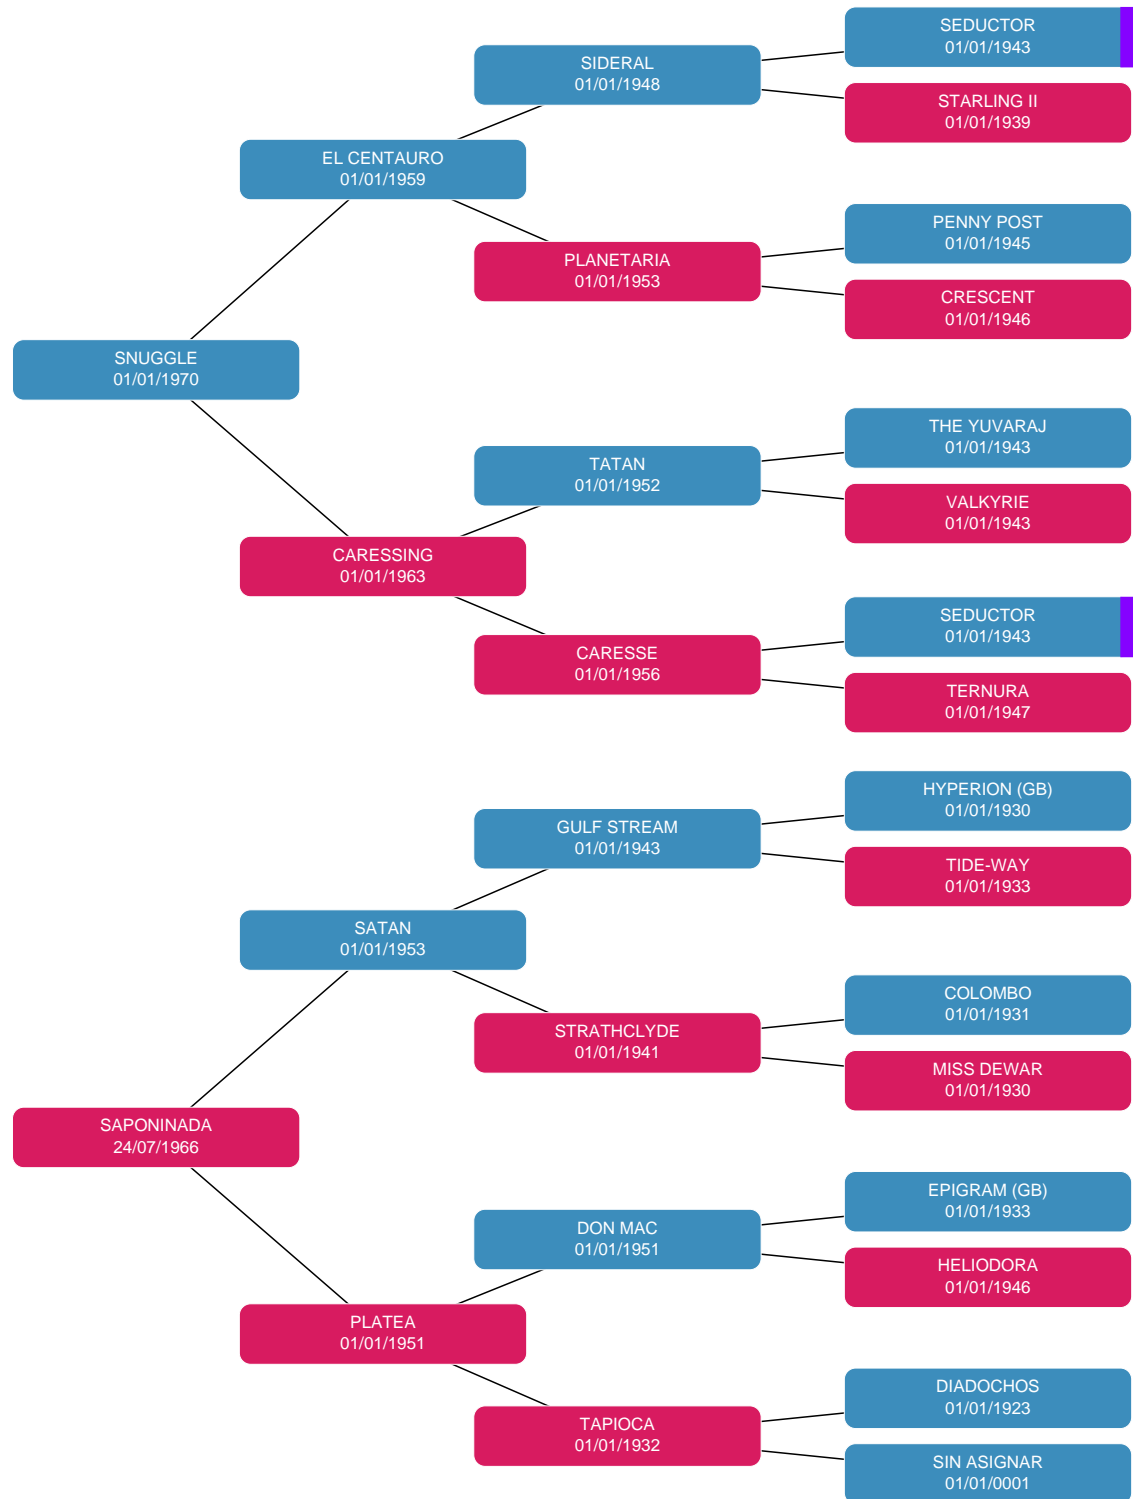 SEDUCTOR
01/01/1943
SIDERAL
01/01/1948
STARLING II
01/01/1939
EL CENTAURO
01/01/1959
PENNY POST
01/01/1945
PLANETARIA
01/01/1953
CRESCENT
01/01/1946
SNUGGLE
01/01/1970
THE YUVARAJ
01/01/1943
TATAN
01/01/1952
VALKYRIE
01/01/1943
CARESSING
01/01/1963
SEDUCTOR
01/01/1943
CARESSE
01/01/1956
TERNURA
01/01/1947
HYPERION (GB)
01/01/1930
GULF STREAM
01/01/1943
TIDE-WAY
01/01/1933
SATAN
01/01/1953
COLOMBO
01/01/1931
STRATHCLYDE
01/01/1941
MISS DEWAR
01/01/1930
SAPONINADA
24/07/1966
EPIGRAM (GB)
01/01/1933
DON MAC
01/01/1951
HELIODORA
01/01/1946
PLATEA
01/01/1951
DIADOCHOS
01/01/1923
TAPIOCA
01/01/1932
SIN ASIGNAR
01/01/0001